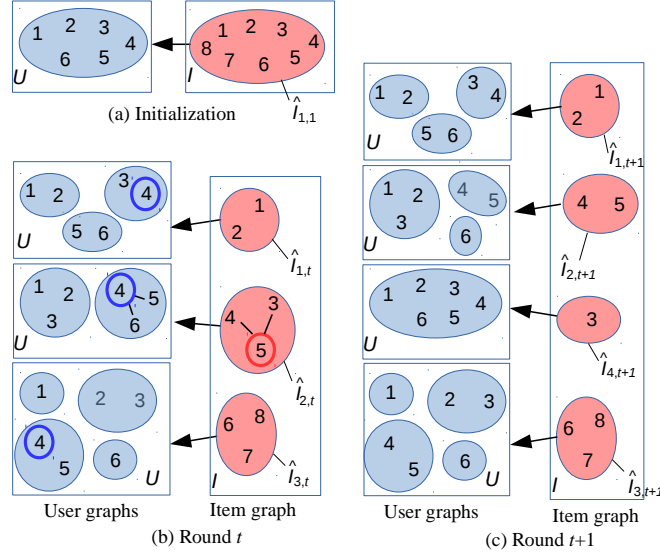 1 2 3 4 6 5 U
8 1 2 3 4 7 6 5 I
Î1,1
(a) Initialization
1 2 3 4 5 6 U
1 2
Î1,t
1 2 3 4 5 6 U
4 3 5
Î2,t
1 2 3 4 5 6 U
6 8 7 I
Î3,t
User graphs Item graph
(b) Round t
1 2 3 4 5 6 U
1 2
Î1,t+1
1 2 3 4 5 6 U
4 5
Î2,t+1
1 2 3 4 6 5 U
3
Î4,t+1
1 2 3 4 5 6 U
6 8 7 I
Î3,t+1
User graphs Item graph
(c) Round t+1